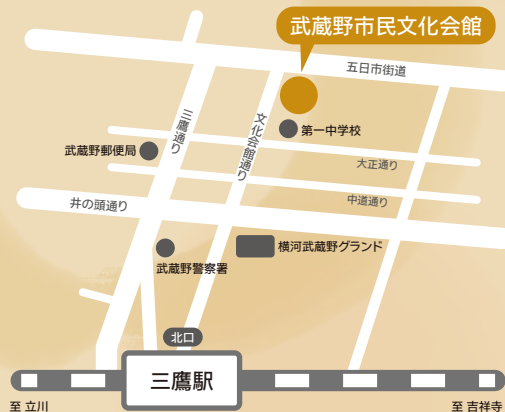 武蔵野市民文化会館
五日市街道
三鷹通り
文化会館通り
第一中学校
武蔵野郵便局
大正通り
中道通り
井の頭通り
横河武蔵野グランド
武蔵野警察署
北口
三鷹駅
至 立川
至 吉祥寺